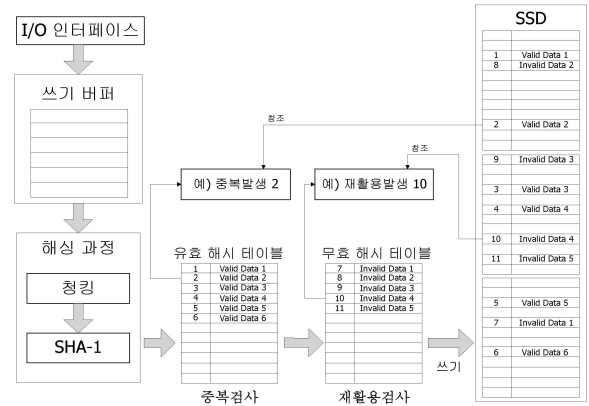 I/O 인터페이스
쓰기 버퍼
해싱 과정
청킹
SHA-1
참조
예) 중복발생 2
참조
예) 재활용발생 10
유효 해시 테이블
1 Valid Data 1
2 Valid Data 2
3 Valid Data 3
4 Valid Data 4
5 Valid Data 5
6 Valid Data 6
중복검사
무효 해시 테이블
7 Invalid Data 1
8 Invalid Data 2
9 Invalid Data 3
10 Invalid Data 4
11 Invalid Data 5
재활용검사
쓰기
SSD
1 Valid Data 1
8 Invalid Data 2
2 Valid Data 2
9 Invalid Data 3
3 Valid Data 3
4 Valid Data 4
10 Invalid Data 4
11 Invalid Data 5
5 Valid Data 5
7 Invalid Data 1
6 Valid Data 6